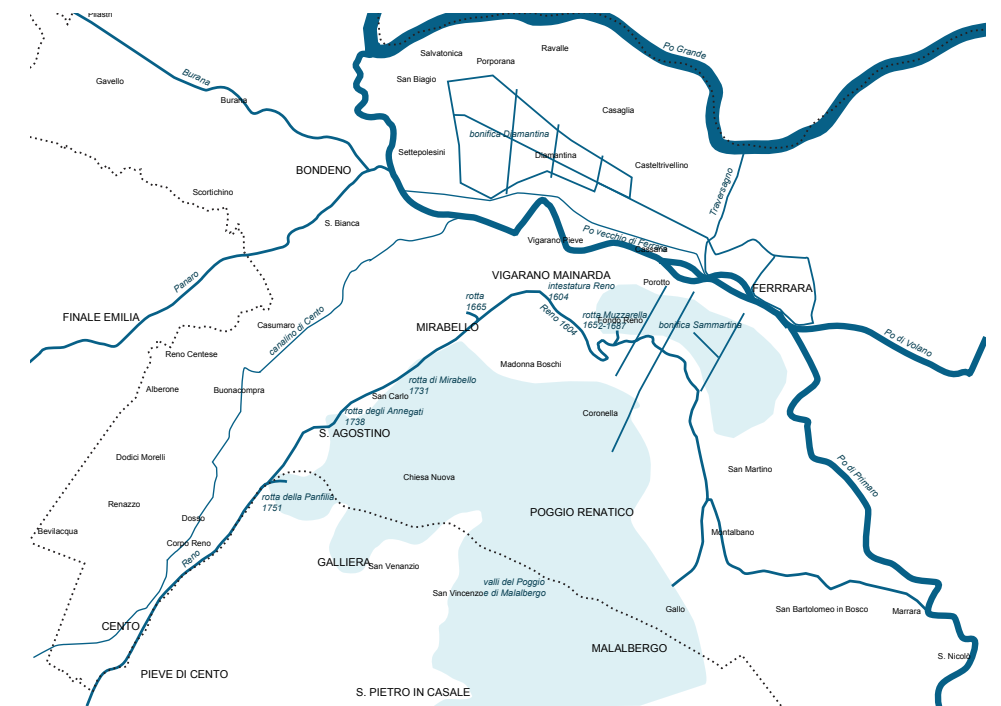 Pilastri
Salvatonica
Ravalle
Po Grande
Porporana
San Biagio
Gavello
Burana
Burana
Casaglia
bonifica Diamantina
Settepolesini
Diamantina
Casteltrivellino
BONDENO
Traversagno
Scortichino
S. Bianca
Po vecchio di Ferrara
Vigarano Pieve
Cassana
Panaro
VIGARANO MAINARDA
Porotto
intestatura Reno
1604
FERRRARA
rotta
1665
FINALE EMILIA
Casumaro
canalino di Cento
MIRABELLO
Reno 1604
rotta Muzzarella
1652-1687
Fondo Reno
bonifica Sammartina
Po di Volano
Reno Centese
Madonna Boschi
rotta di Mirabello
1731
Alberone
Buonacompra
San Carlo
rotta degli Annegati
1738
Coronella
S. AGOSTINO
Dodici Morelli
San Martino
Chiesa Nuova
Po di Primaro
rotta della Panfilia
1751
Renazzo
Dosso
POGGIO RENATICO
Bevilacqua
Montalbano
Corpo Reno
Reno
GALLIERA
San Venanzio
valli del Poggio
e di Malalbergo
San Vincenzo
Gallo
San Bartolomeo in Bosco
Marrara
CENTO
MALALBERGO
S. Nicolò
PIEVE DI CENTO
S. PIETRO IN CASALE